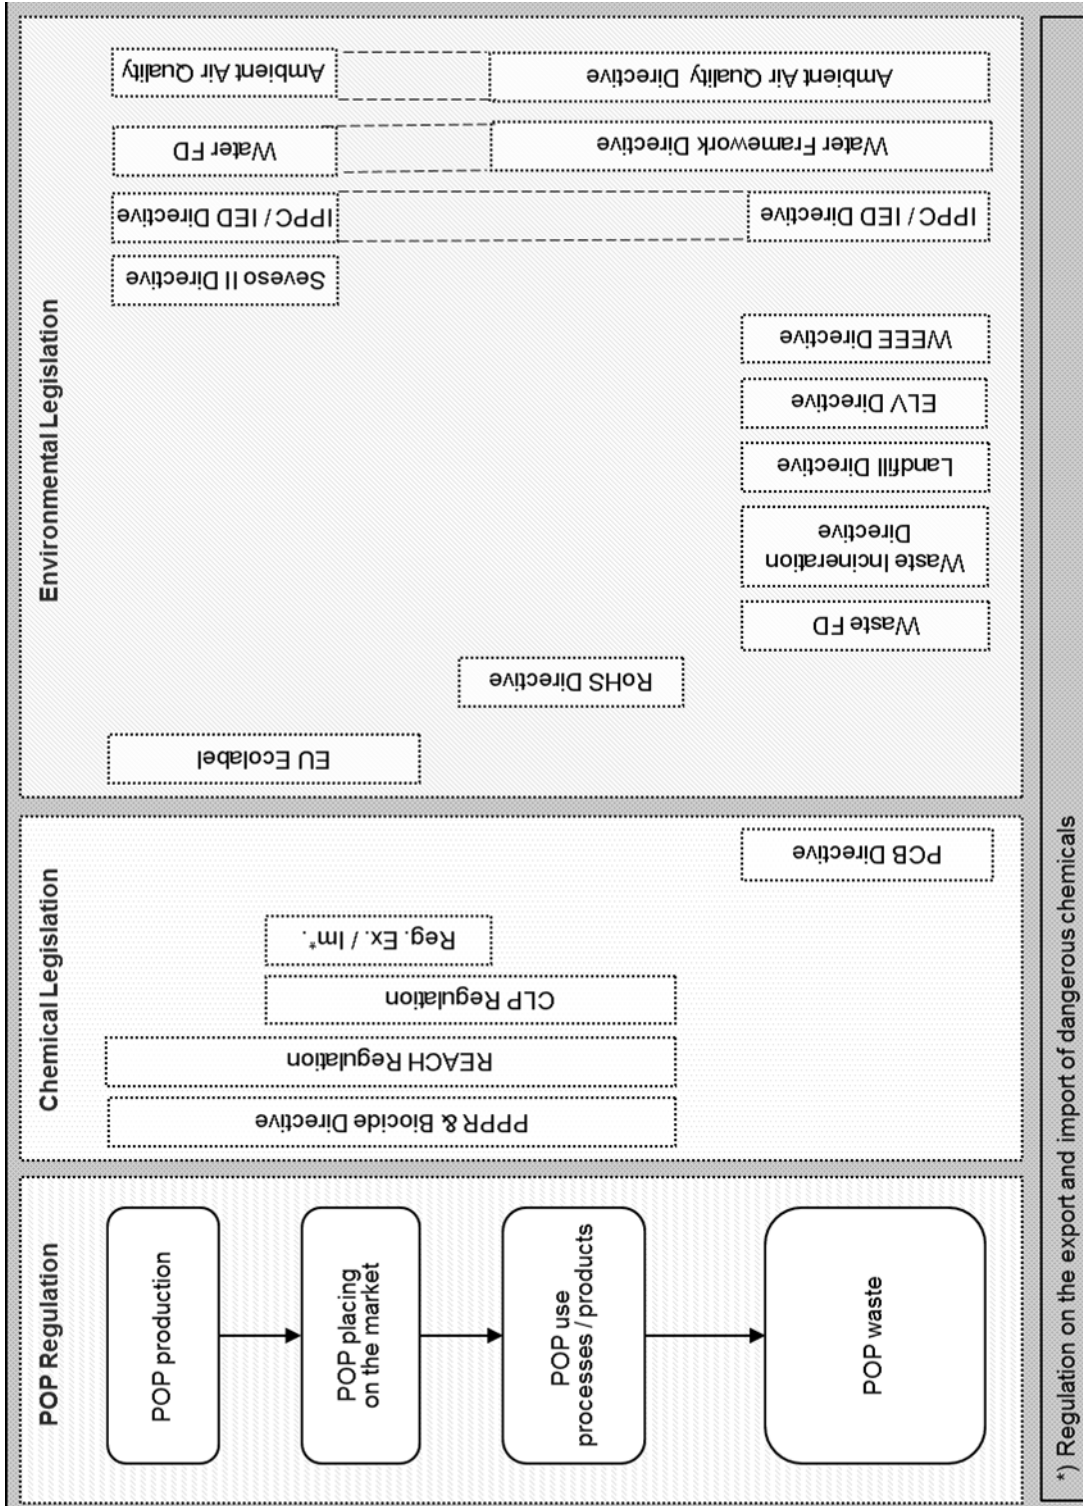 POP Regulation
POP production
POP placing
on the market
POP use
processes / products
POP waste
Chemical Legislation
PPPR & Biocide Directive
REACH Regulation
CLP Regulation
Reg. Ex. / Im*.
PCB Directive
Environmental Legislation
EU Ecolabel
RoHS Directive
Waste FD
Waste Incineration
Directive
Landfill Directive
ELV Directive
WEEE Directive
Seveso II Directive
IPPC / IED Directive
IPPC / IED Directive
Water FD
Water Framework Directive
Ambient Air Quality
Ambient Air Quality Directive
*) Regulation on the export and import of dangerous chemicals